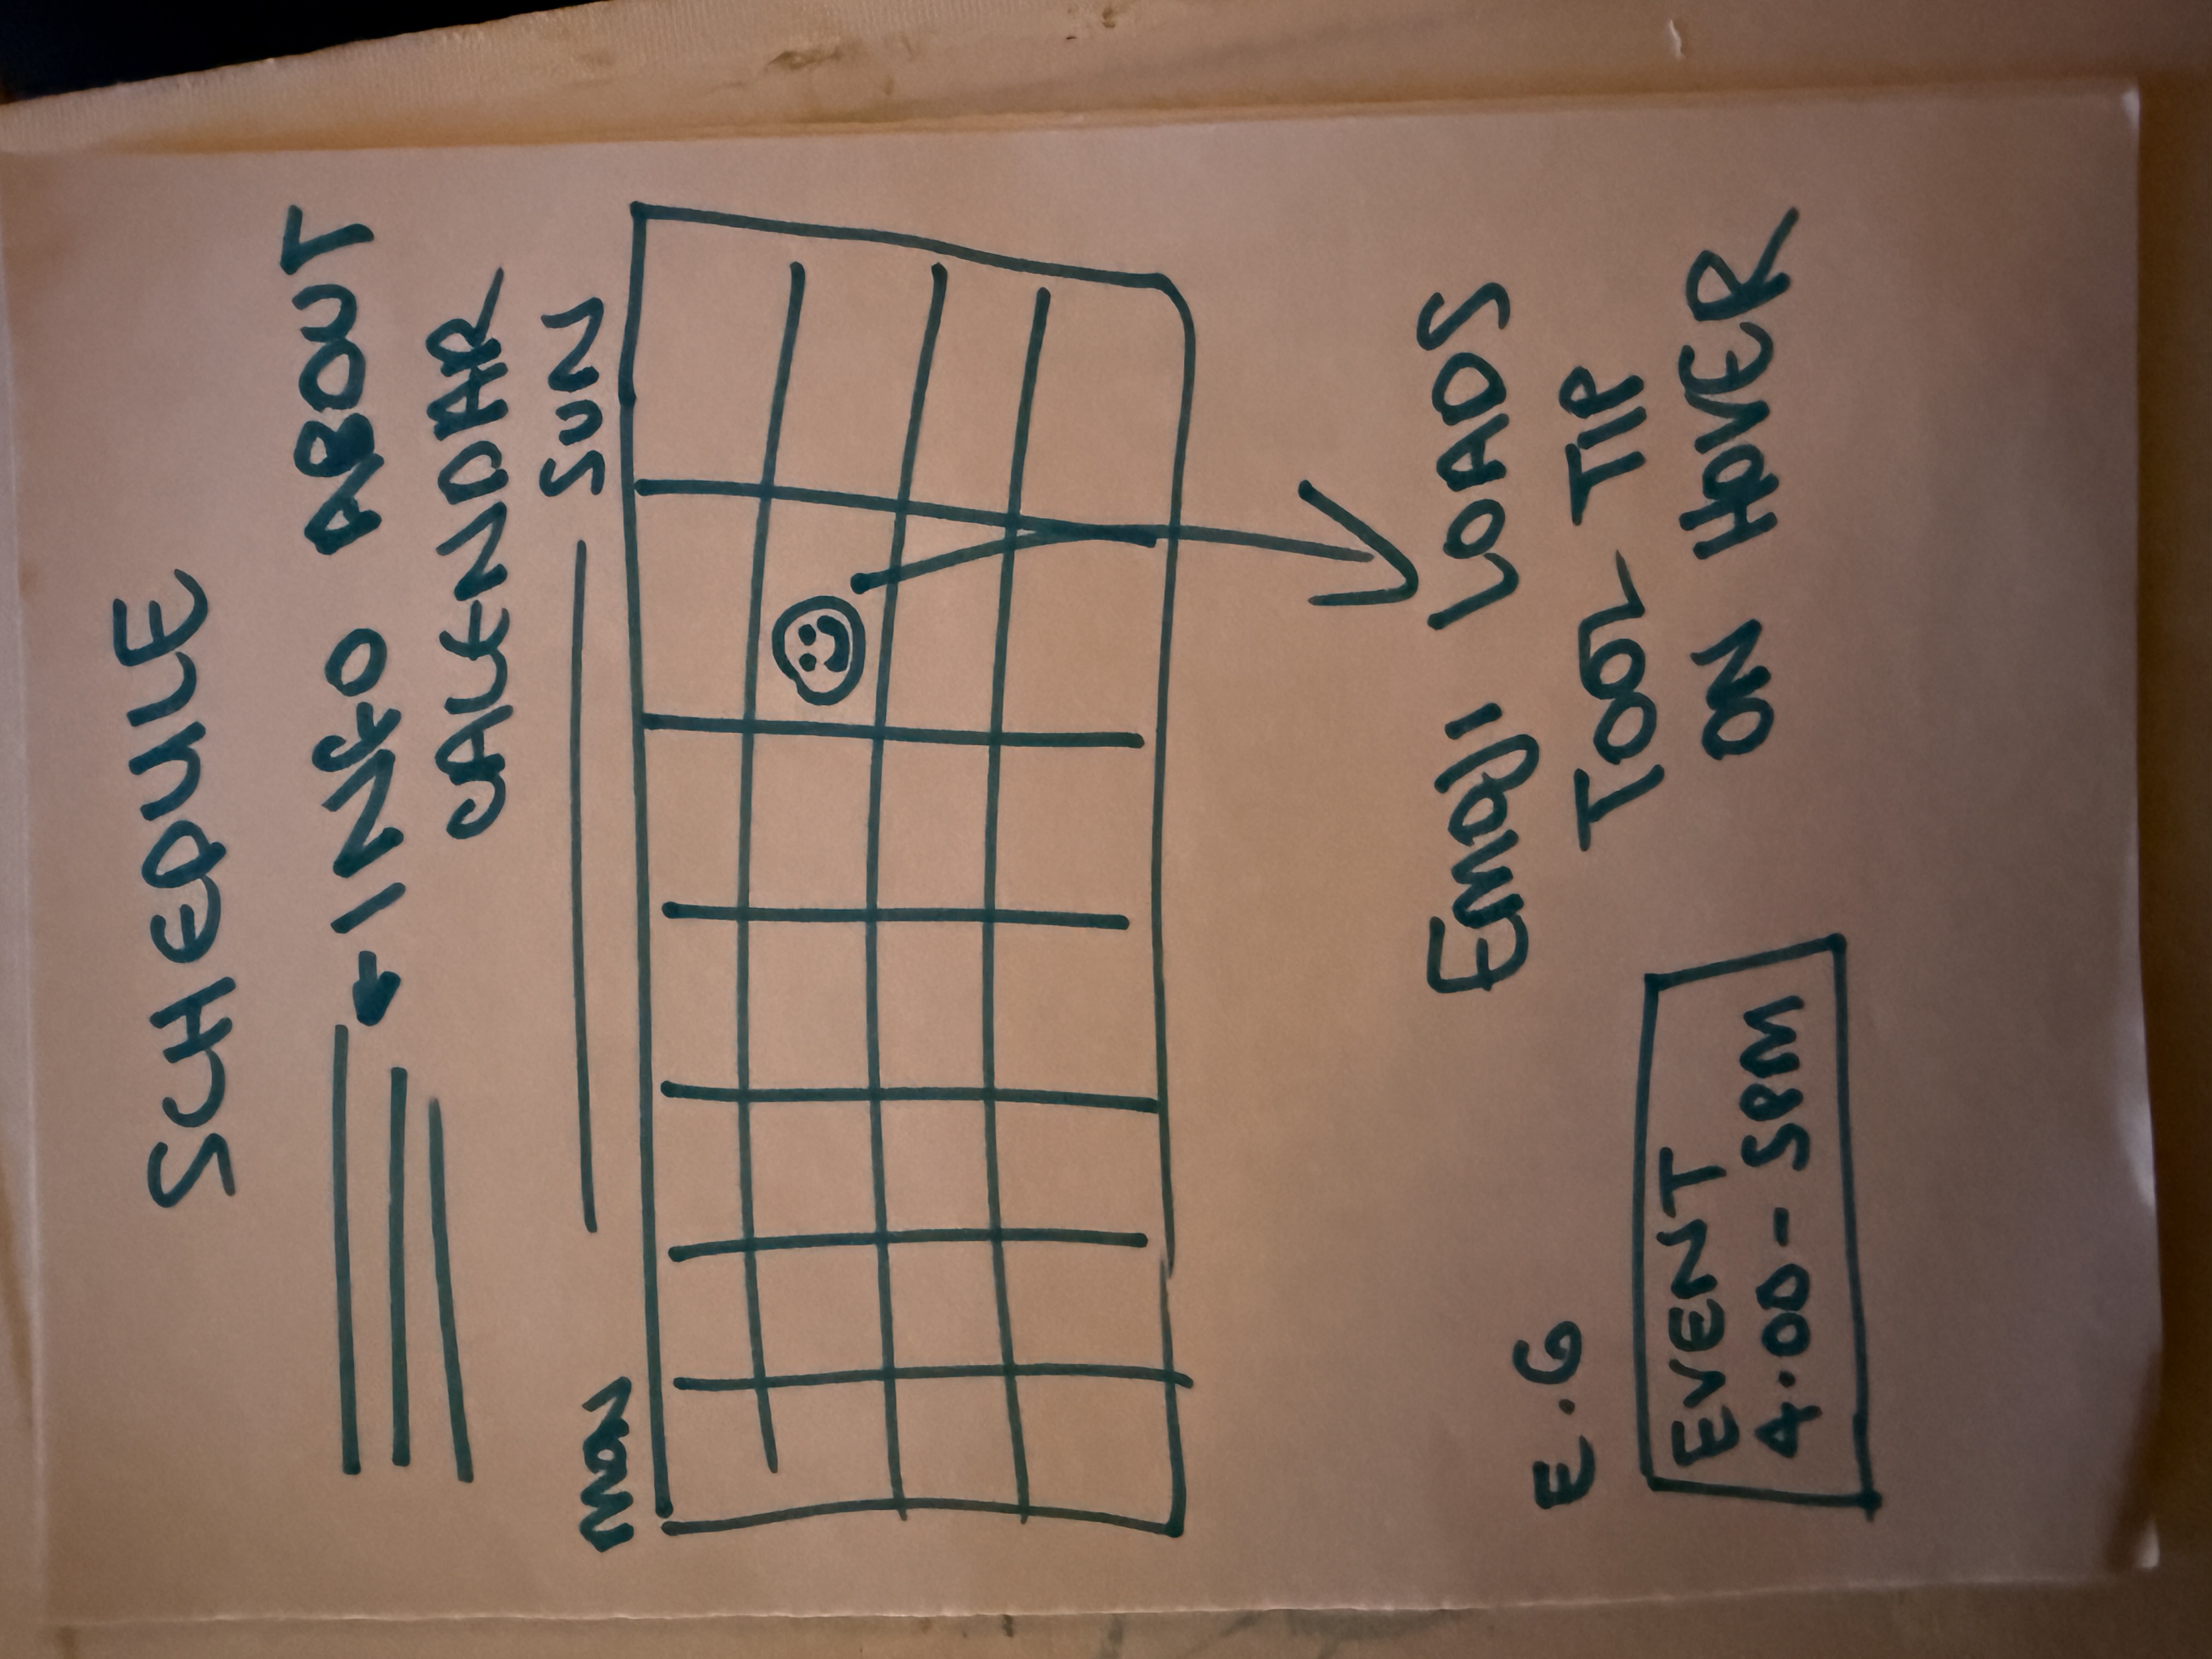 SCHEDULE
INFO ABOUT
CALENDAR
MON SUN
EMOJI LOADS
TOOL TIP
ON HOVER
E.G
EVENT
4.00 - 5PM